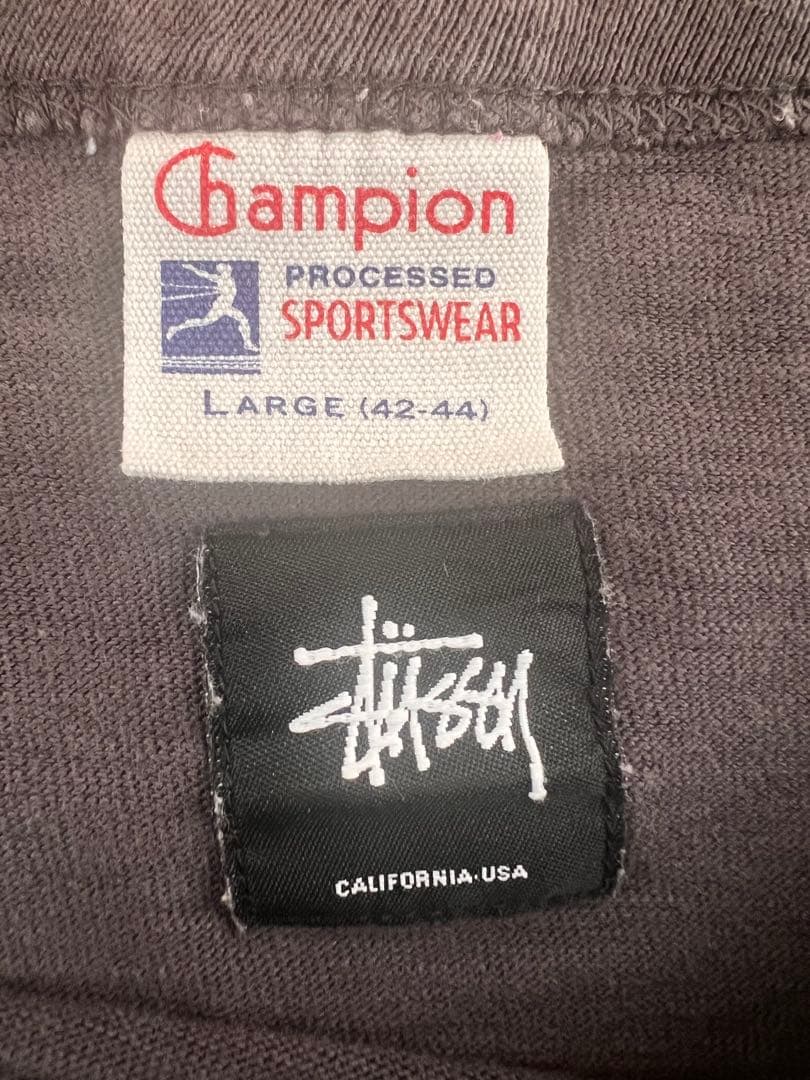 Champion
PROCESSED
SPORTSWEAR
LARGE (42-44)
Stüssy
CALIFORNIA·USA